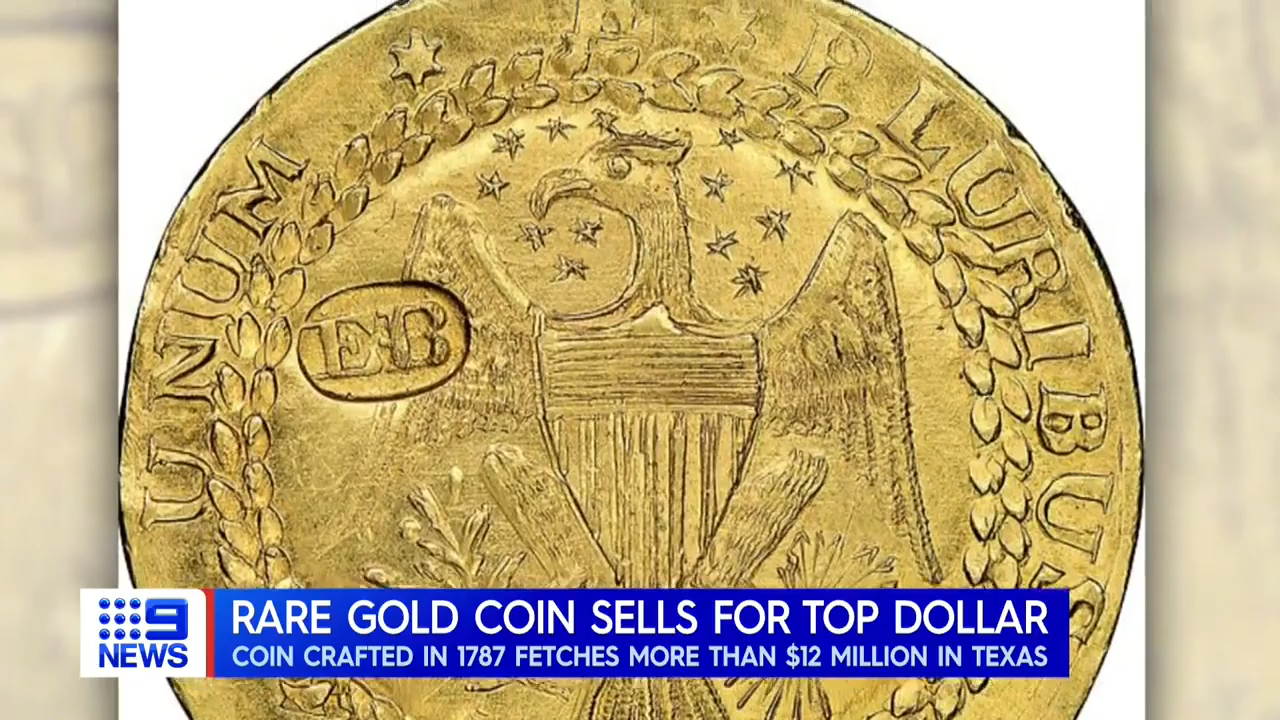 UNUM * E * PLURIBUS
EB
9
NEWS
RARE GOLD COIN SELLS FOR TOP DOLLAR
COIN CRAFTED IN 1787 FETCHES MORE THAN $12 MILLION IN TEXAS